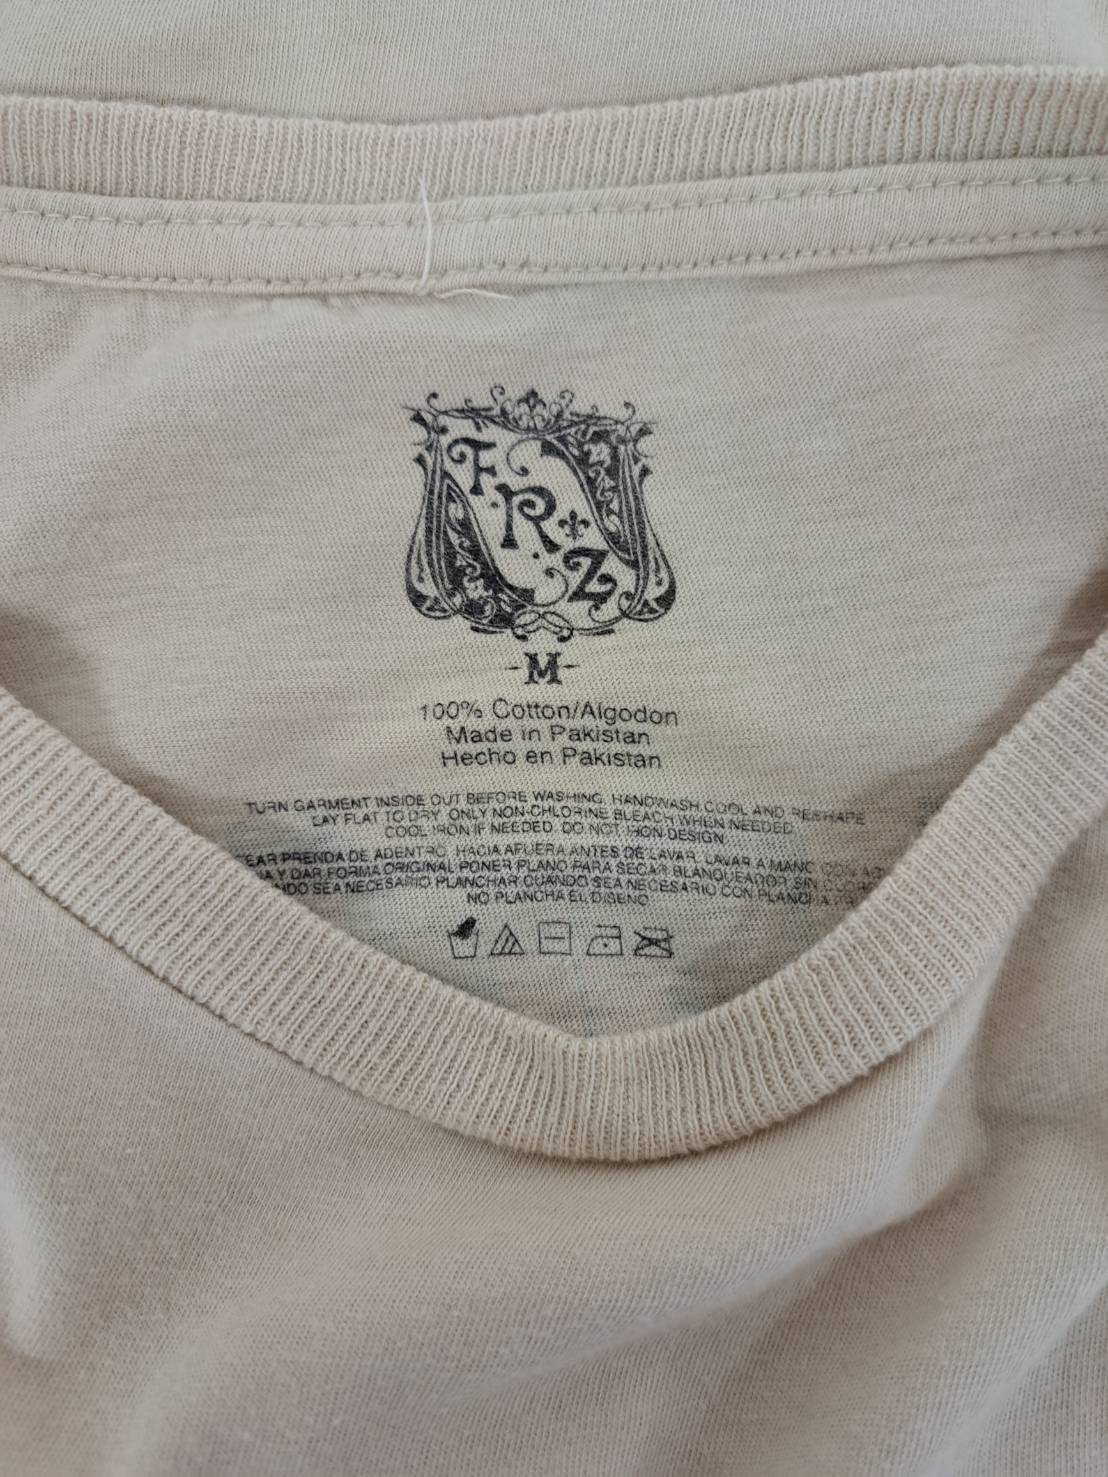 F
R
Z
-M-
100% Cotton/Algodon
Made in Pakistan
Hecho en Pakistan
TURN GARMENT INSIDE OUT BEFORE WASHING. HANDWASH COOL AND RESHAPE
LAY FLAT TO DRY. ONLY NON-CHLORINE BLEACH WHEN NEEDED.
COOL IRON IF NEEDED. DO NOT IRON DESIGN
PRENDA DE ADENTRO, HACIA AFUERA ANTES DE LAVAR. LAVAR A MANO
Y DAR FORMA ORIGINAL PONER PLANO PARA SECAR BLANQUEADOR SIN
SEA NECESARIO PLANCHAR CUANDO SEA NECESARIO CON PLANCHA
NO PLANCHA EL DISENO